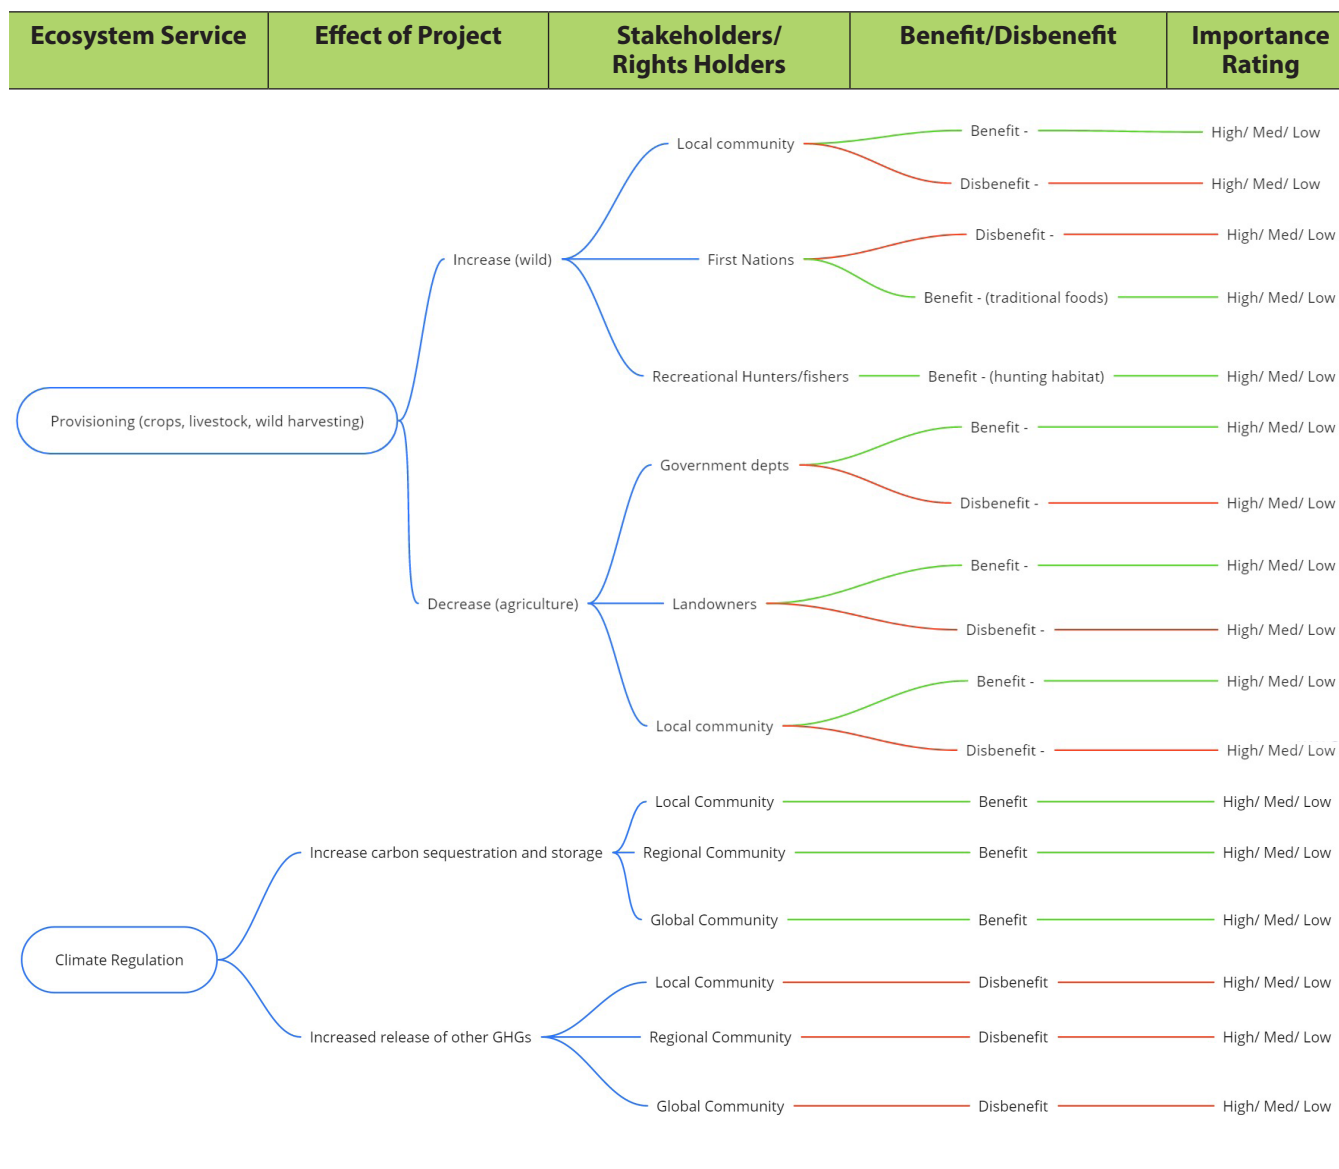 Ecosystem Service
Effect of Project
Stakeholders/
Rights Holders
Benefit/Disbenefit
Importance
Rating
Provisioning (crops, livestock, wild harvesting)
Increase (wild)
Local community
Benefit -
High/ Med/ Low
Disbenefit -
High/ Med/ Low
First Nations
Disbenefit -
High/ Med/ Low
Benefit - (traditional foods)
High/ Med/ Low
Recreational Hunters/fishers
Benefit - (hunting habitat)
High/ Med/ Low
Decrease (agriculture)
Government depts
Benefit -
High/ Med/ Low
Disbenefit -
High/ Med/ Low
Landowners
Benefit -
High/ Med/ Low
Disbenefit -
High/ Med/ Low
Local community
Benefit -
High/ Med/ Low
Disbenefit -
High/ Med/ Low
Climate Regulation
Increase carbon sequestration and storage
Local Community
Benefit
High/ Med/ Low
Regional Community
Benefit
High/ Med/ Low
Global Community
Benefit
High/ Med/ Low
Increased release of other GHGs
Local Community
Disbenefit
High/ Med/ Low
Regional Community
Disbenefit
High/ Med/ Low
Global Community
Disbenefit
High/ Med/ Low